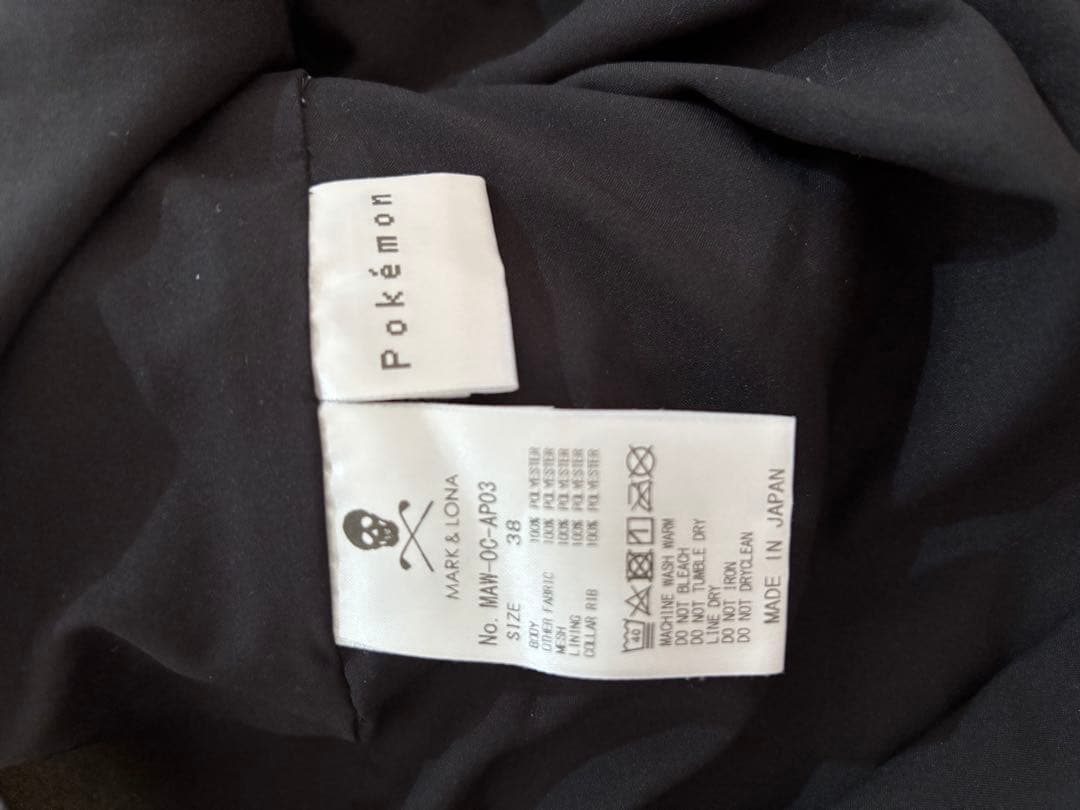 Pokémon
MARK & LONA
No. MAW-OC-AP03
SIZE 38
BODY 100% POLYESTER
OTHER FABRIC 100% POLYESTER
MESH 100% POLYESTER
LINING 100% POLYESTER
COLLAR RIB 100% POLYESTER
40
MACHINE WASH WARM
DO NOT BLEACH
DO NOT TUMBLE DRY
LINE DRY
DO NOT IRON
DO NOT DRYCLEAN
MADE IN JAPAN